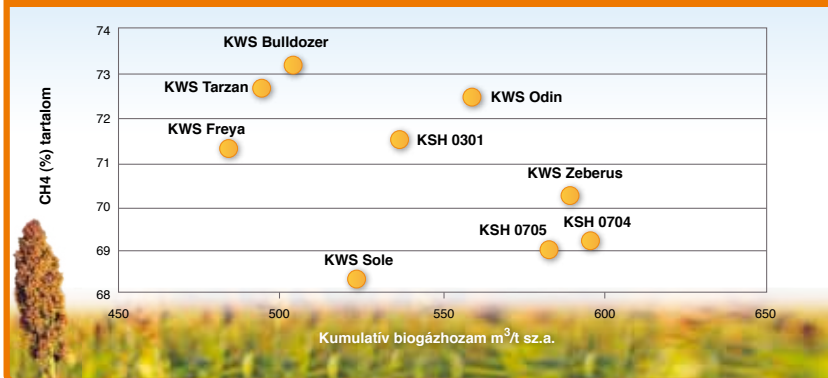 CH4 (%) tartalom
74
73
72
71
70
69
68
KWS Bulldozer
KWS Tarzan
KWS Odin
KWS Freya
KSH 0301
KWS Zeberus
KSH 0705
KSH 0704
KWS Sole
450
500
550
600
650
Kumulatív biogázhozam m³/t sz.a.